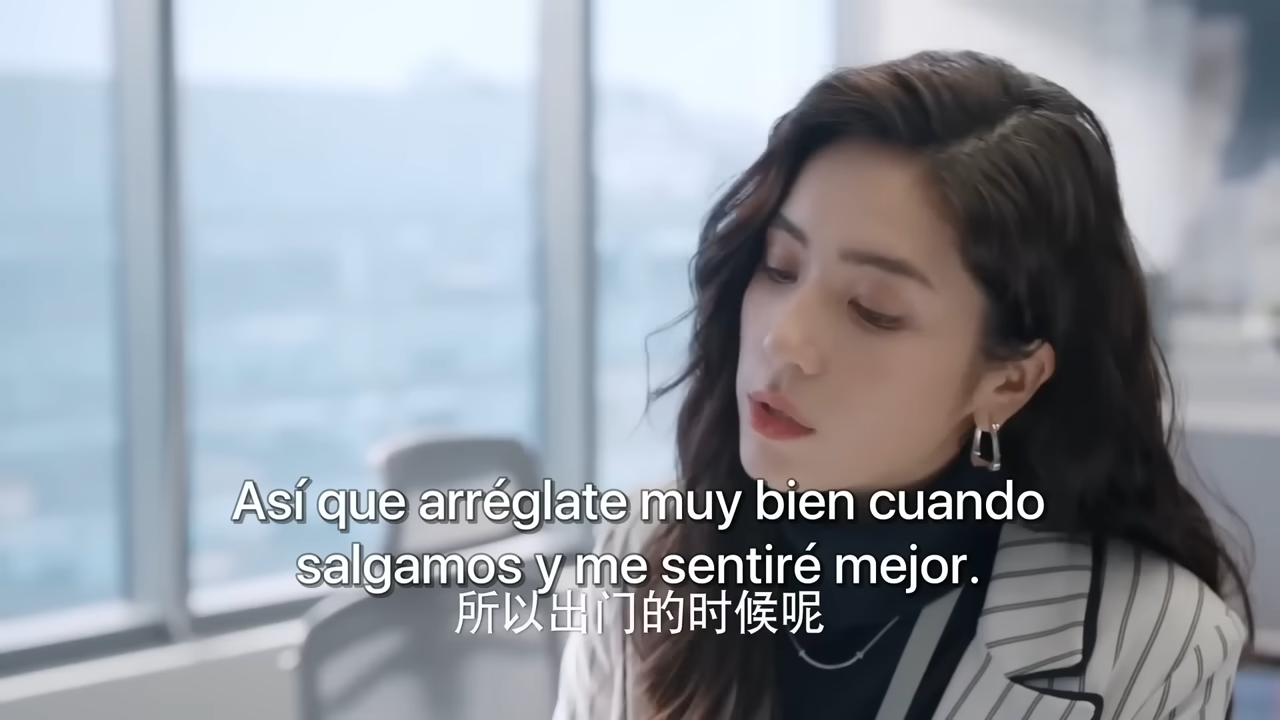 Así que arréglate muy bien cuando
salgamos y me sentiré mejor.
所以出门的时候呢